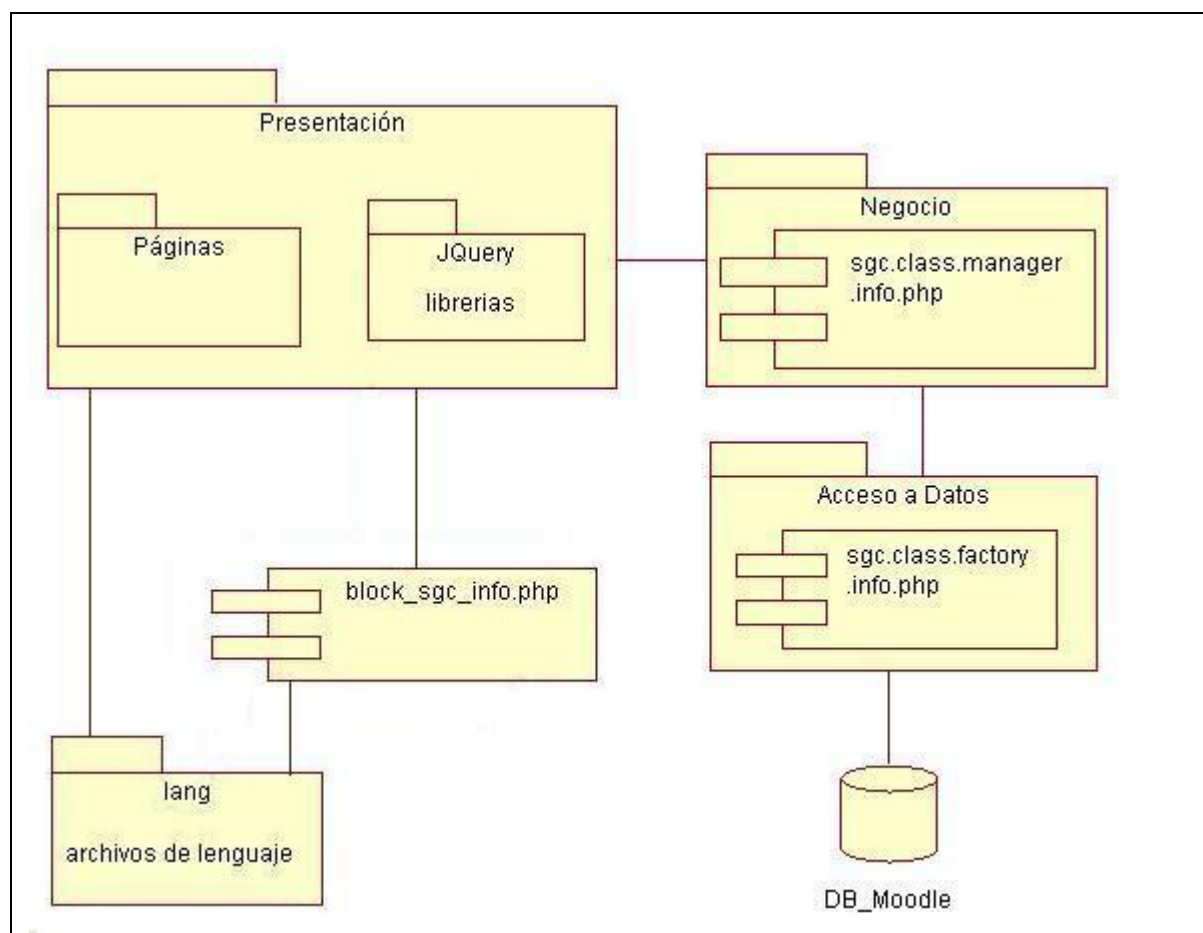 Presentación
Páginas
JQuery
librerias
Negocio
sgc.class.manager
.info.php
Acceso a Datos
sgc.class.factory
.info.php
block_sgc_info.php
lang
archivos de lenguaje
DB_Moodle